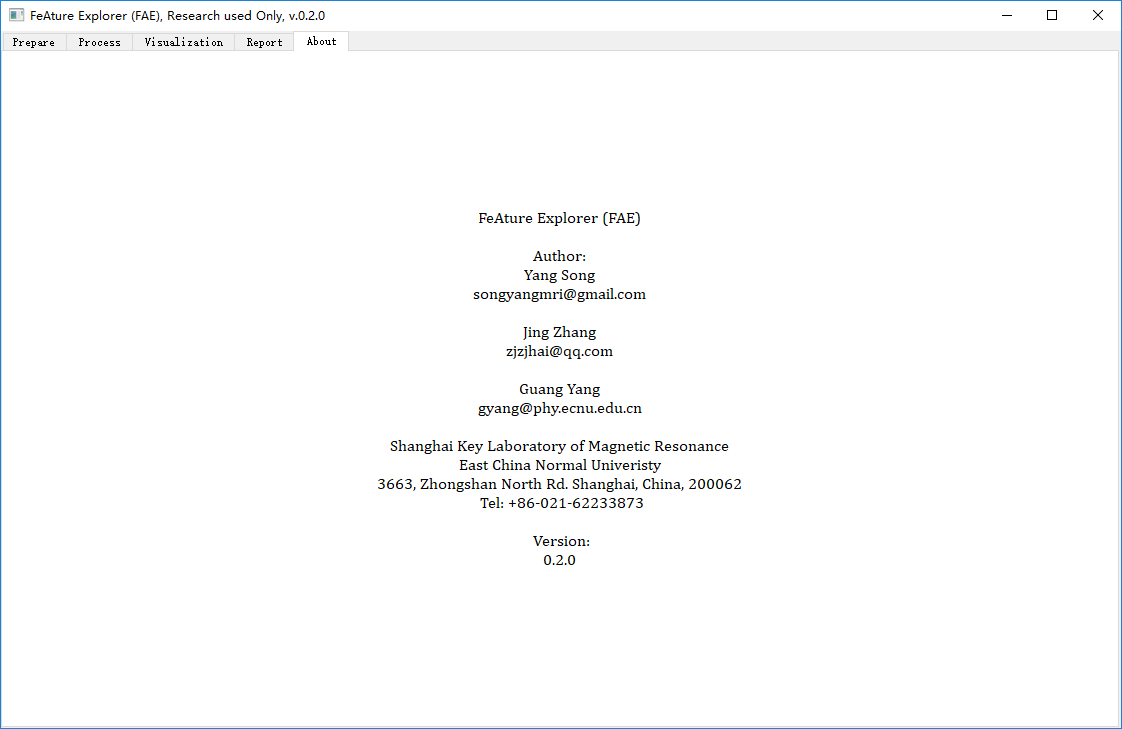 FeAture Explorer (FAE), Research used Only, v.0.2.0
Prepare Process Visualization Report About
FeAture Explorer (FAE)
Author:
Yang Song
songyangmri@gmail.com
Jing Zhang
zjzjhai@qq.com
Guang Yang
gyang@phy.ecnu.edu.cn
Shanghai Key Laboratory of Magnetic Resonance
East China Normal Univeristy
3663, Zhongshan North Rd. Shanghai, China, 200062
Tel: +86-021-62233873
Version:
0.2.0